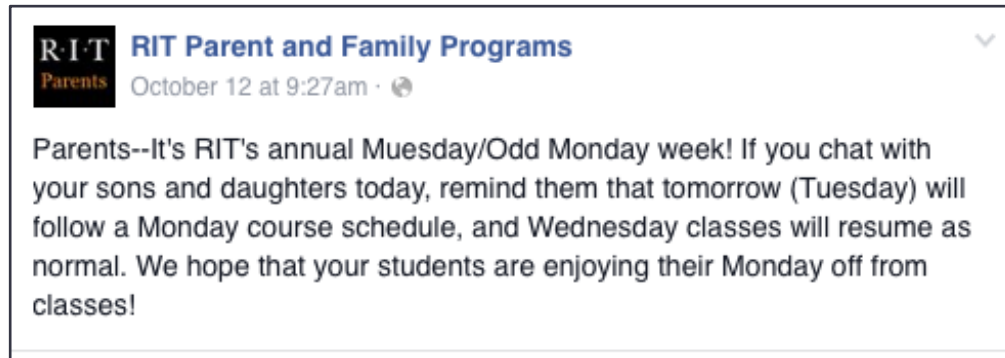 R·I·T
Parents
RIT Parent and Family Programs
October 12 at 9:27am ·
Parents--It's RIT's annual Muesday/Odd Monday week! If you chat with
your sons and daughters today, remind them that tomorrow (Tuesday) will
follow a Monday course schedule, and Wednesday classes will resume as
normal. We hope that your students are enjoying their Monday off from
classes!